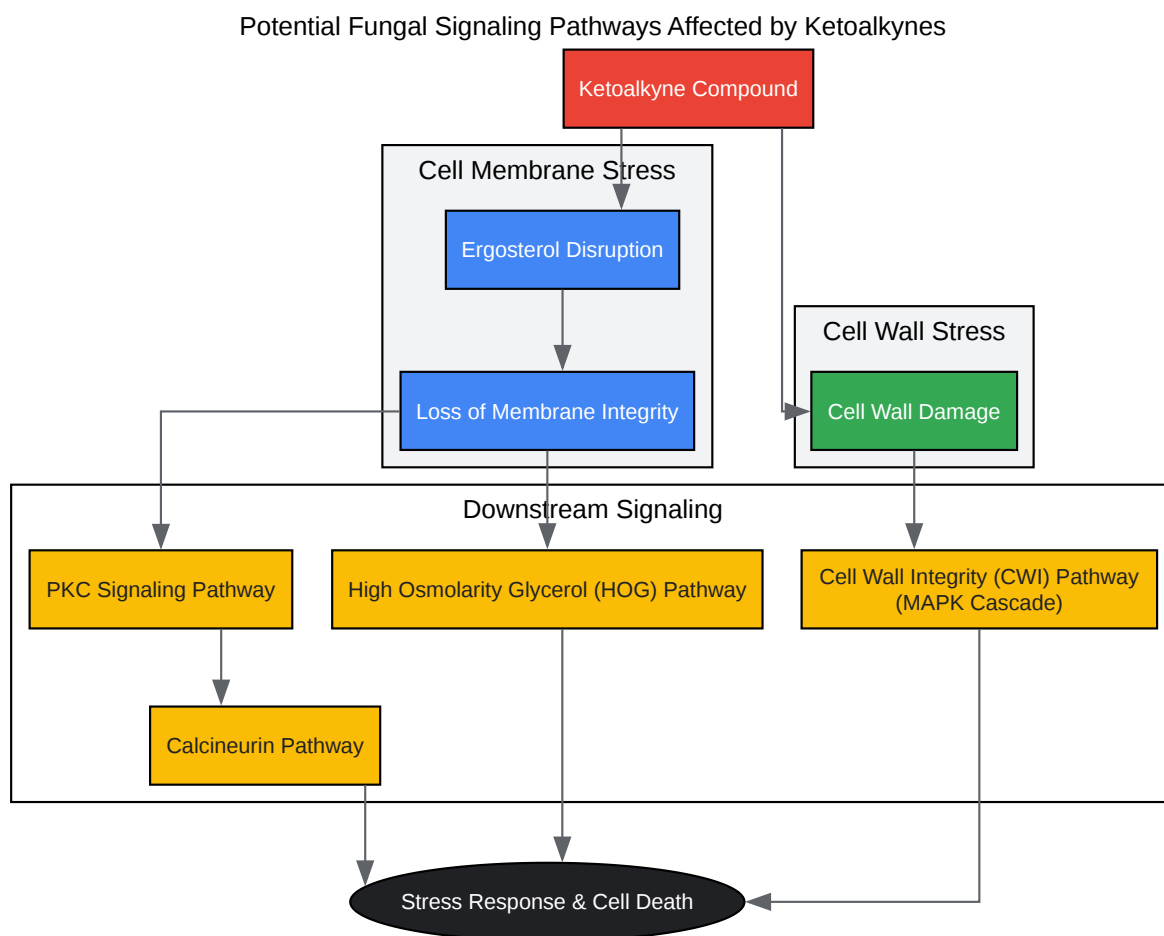 Potential Fungal Signaling Pathways Affected by Ketoalkynes
Ketoalkyne Compound
Cell Membrane Stress
Ergosterol Disruption
Cell Wall Stress
Loss of Membrane Integrity
Cell Wall Damage
Downstream Signaling
PKC Signaling Pathway
High Osmolarity Glycerol (HOG) Pathway
Cell Wall Integrity (CWI) Pathway
(MAPK Cascade)
Calcineurin Pathway
Stress Response & Cell Death